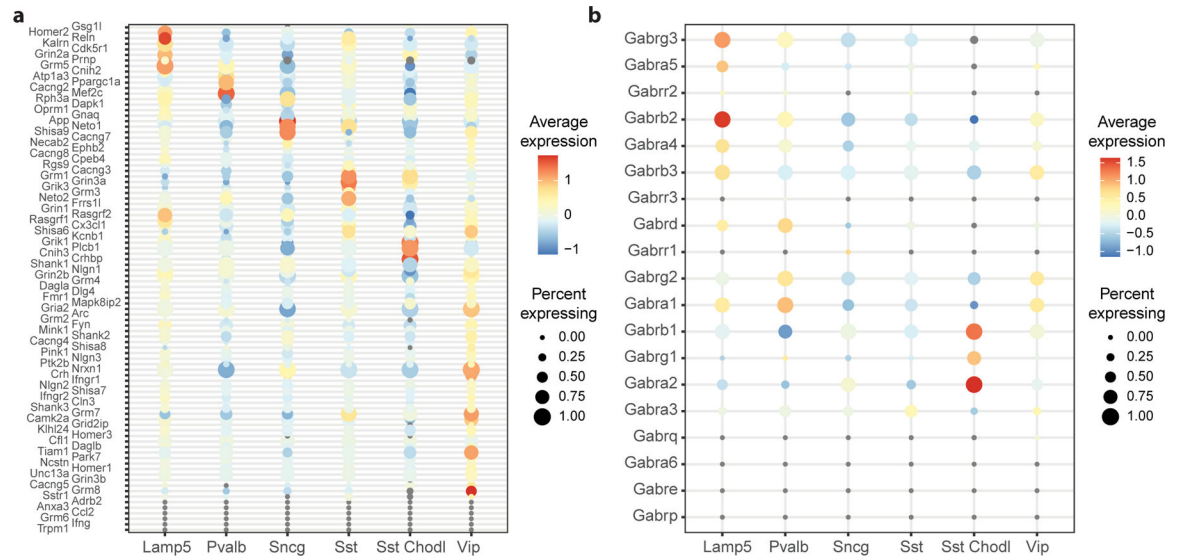 a
Gsg1l
Homer2
Reln
Kalrn
Cdk5r1
Grin2a
Prnp
Grm5
Cnih2
Atp1a3
Ppargc1a
Cacng2
Mef2c
Rph3a
Dapk1
Oprm1
Gnaq
App
Neto1
Shisa9
Cacng7
Necab2
Ephb2
Cacng8
Cpeb4
Rgs9
Cacng3
Grm1
Grin3a
Grik3
Grm3
Neto2
Frrs1l
Grin1
Rasgrf2
Rasgrf1
Cx3cl1
Shisa6
Kcnb1
Grik1
Plcb1
Cnih3
Crhbp
Shank1
Nlgn1
Grin2b
Grm4
Dagla
Dlg4
Fmr1
Mapk8ip2
Gria2
Arc
Grm2
Fyn
Mink1
Shank2
Cacng4
Shisa8
Pink1
Nlgn3
Ptk2b
Nrxn1
Crh
Ifngr1
Nlgn2
Shisa7
Ifngr2
Cln3
Shank3
Grm7
Camk2a
Grid2ip
Klhl24
Homer3
Cfl1
Daglb
Tiam1
Park7
Ncstn
Homer1
Unc13a
Grin3b
Cacng5
Grm8
Sstr1
Adrb2
Anxa3
Ccl2
Grm6
Ifng
Trpm1
Lamp5 Pvalb Sncg Sst Sst Chodl Vip
Average
expression
1
0
−1
Percent
expressing
0.00
0.25
0.50
0.75
1.00
b
Gabrg3
Gabra5
Gabrr2
Gabrb2
Gabra4
Gabrb3
Gabrr3
Gabrd
Gabrr1
Gabrg2
Gabra1
Gabrb1
Gabrg1
Gabra2
Gabra3
Gabrq
Gabra6
Gabre
Gabrp
Lamp5 Pvalb Sncg Sst Sst Chodl Vip
Average
expression
1.5
1.0
0.5
0.0
−0.5
−1.0
Percent
expressing
0.00
0.25
0.50
0.75
1.00